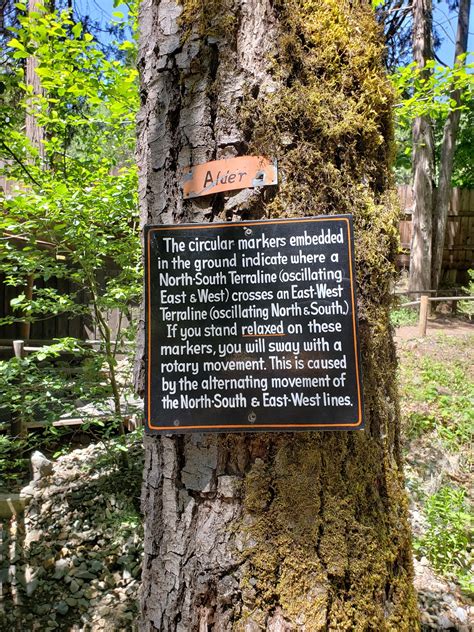 Alder
The circular markers embedded
in the ground indicate where a
North-South Terraline (oscillating
East & West) crosses an East-West
Terraline (oscillating North & South.)
If you stand relaxed on these
markers, you will sway with a
rotary movement. This is caused
by the alternating movement of
the North-South & East-West lines.